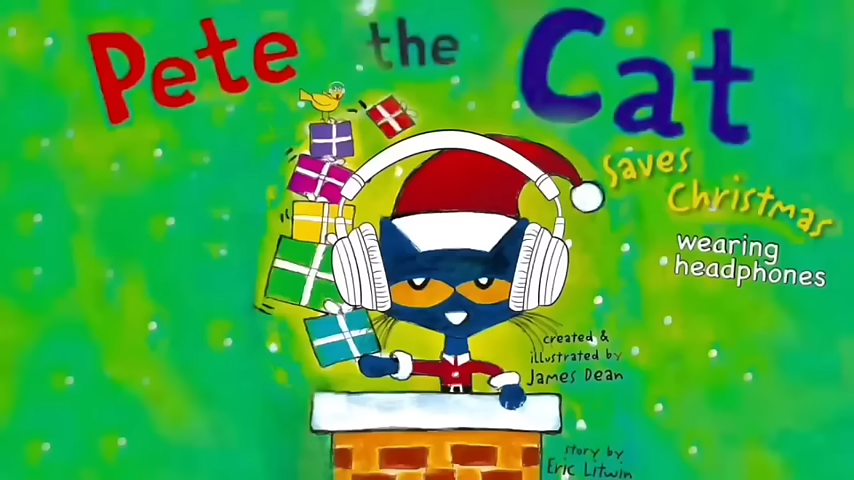 Pete the Cat
Saves
Christmas
wearing
headphones
created &
illustrated by
James Dean
story by
Eric Litwin